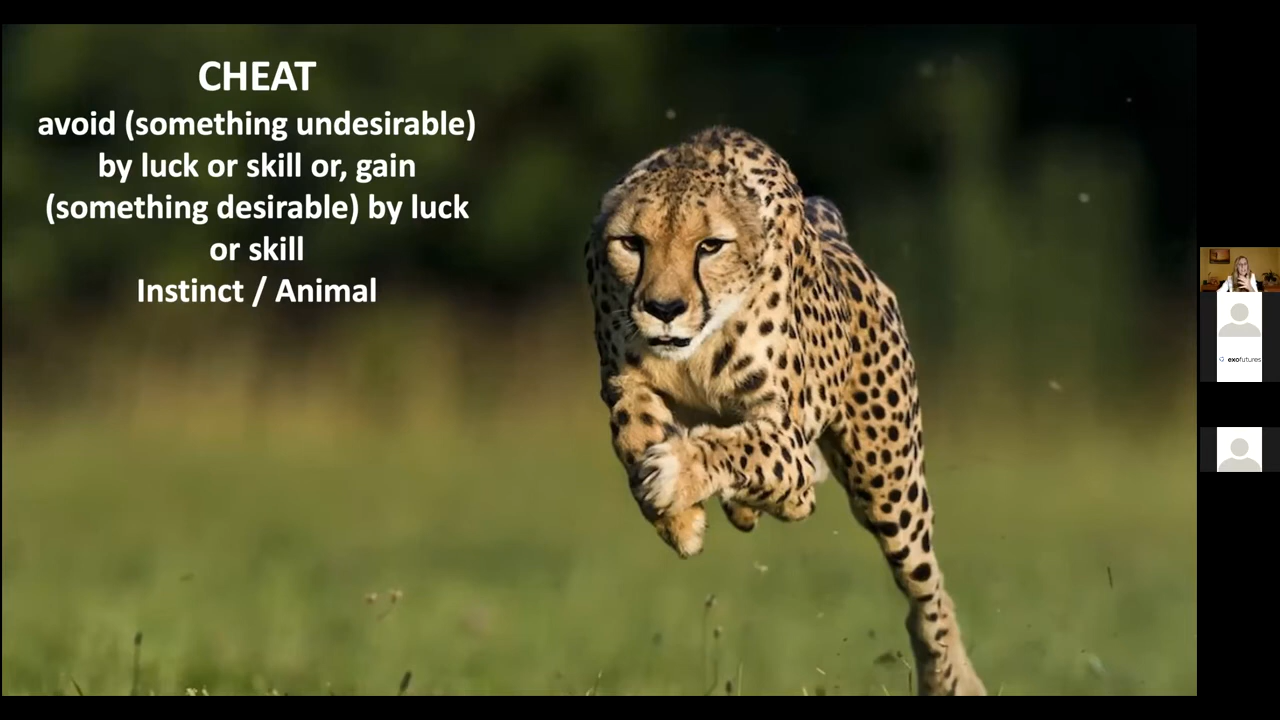 CHEAT
avoid (something undesirable)
by luck or skill or, gain
(something desirable) by luck
or skill
Instinct / Animal
exofutures